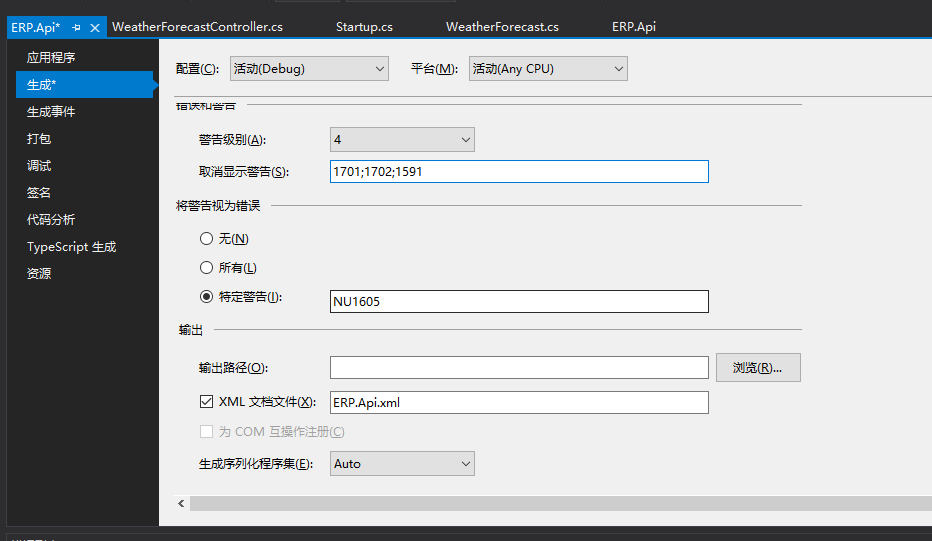 ERP.Api* WeatherForecastController.cs Startup.cs WeatherForecast.cs ERP.Api
应用程序
生成*
生成事件
打包
调试
签名
代码分析
TypeScript 生成
资源
配置(C): 活动(Debug) 平台(M): 活动(Any CPU)
错误和警告
警告级别(A): 4
取消显示警告(S): 1701;1702;1591
将警告视为错误
无(N)
所有(L)
特定警告(I): NU1605
输出
输出路径(O): 浏览(R)...
XML 文档文件(X): ERP.Api.xml
为 COM 互操作注册(C)
生成序列化程序集(E): Auto